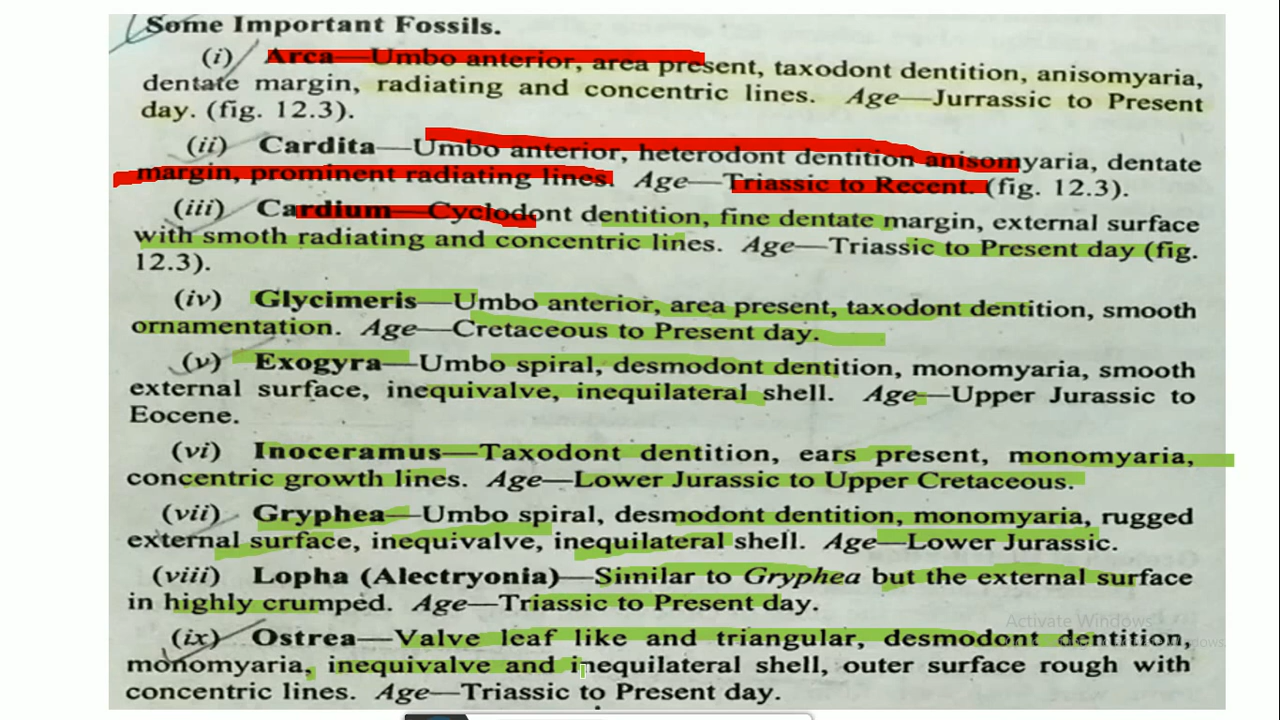 Some Important Fossils.
(i) Arca—Umbo anterior, area present, taxodont dentition, anisomyaria,
dentate margin, radiating and concentric lines. Age—Jurrassic to Present
day. (fig. 12.3).
(ii) Cardita—Umbo anterior, heterodont dentition anisomyaria, dentate
margin, prominent radiating lines. Age—Triassic to Recent. (fig. 12.3).
(iii) Cardium—Cyclodont dentition, fine dentate margin, external surface
with smoth radiating and concentric lines. Age—Triassic to Present day (fig.
12.3).
(iv) Glycimeris—Umbo anterior, area present, taxodont dentition, smooth
ornamentation. Age—Cretaceous to Present day.
(v) Exogyra—Umbo spiral, desmodont dentition, monomyaria, smooth
external surface, inequivalve, inequilateral shell. Age—Upper Jurassic to
Eocene.
(vi) Inoceramus—Taxodont dentition, ears present, monomyaria,
concentric growth lines. Age—Lower Jurassic to Upper Cretaceous.
(vii) Gryphea—Umbo spiral, desmodont dentition, monomyaria, rugged
external surface, inequivalve, inequilateral shell. Age—Lower Jurassic.
(viii) Lopha (Alectryonia)—Similar to Gryphea but the external surface
in highly crumped. Age—Triassic to Present day.
Activate Windows
(ix) Ostrea—Valve leaf like and triangular, desmodont dentition,
monomyaria, inequivalve and inequilateral shell, outer surface rough with
concentric lines. Age—Triassic to Present day.